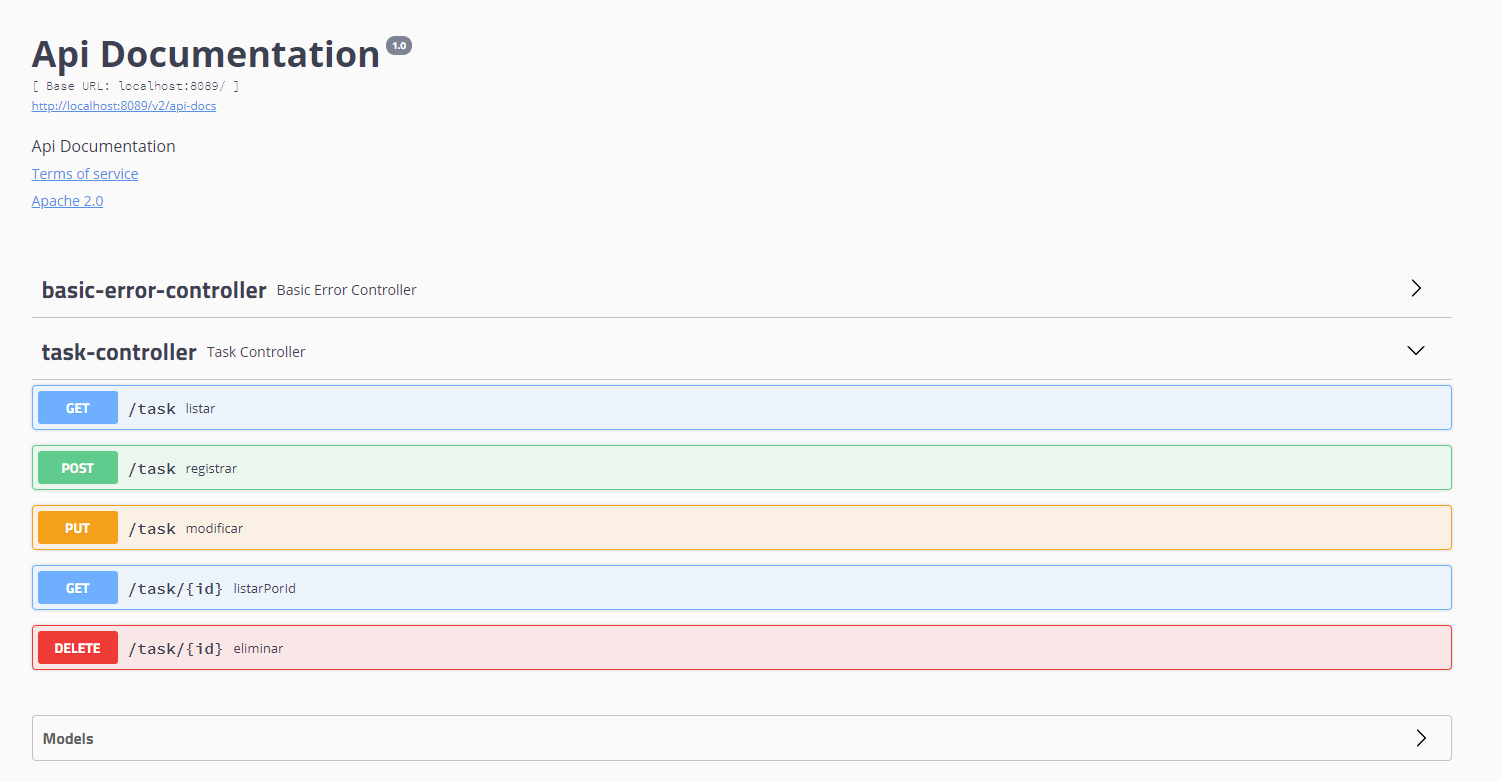 Api Documentation 1.0
[ Base URL: localhost:8089/ ]
http://localhost:8089/v2/api-docs
Api Documentation
Terms of service
Apache 2.0
basic-error-controller Basic Error Controller
task-controller Task Controller
GET /task listar
POST /task registrar
PUT /task modificar
GET /task/{id} listarPorId
DELETE /task/{id} eliminar
Models